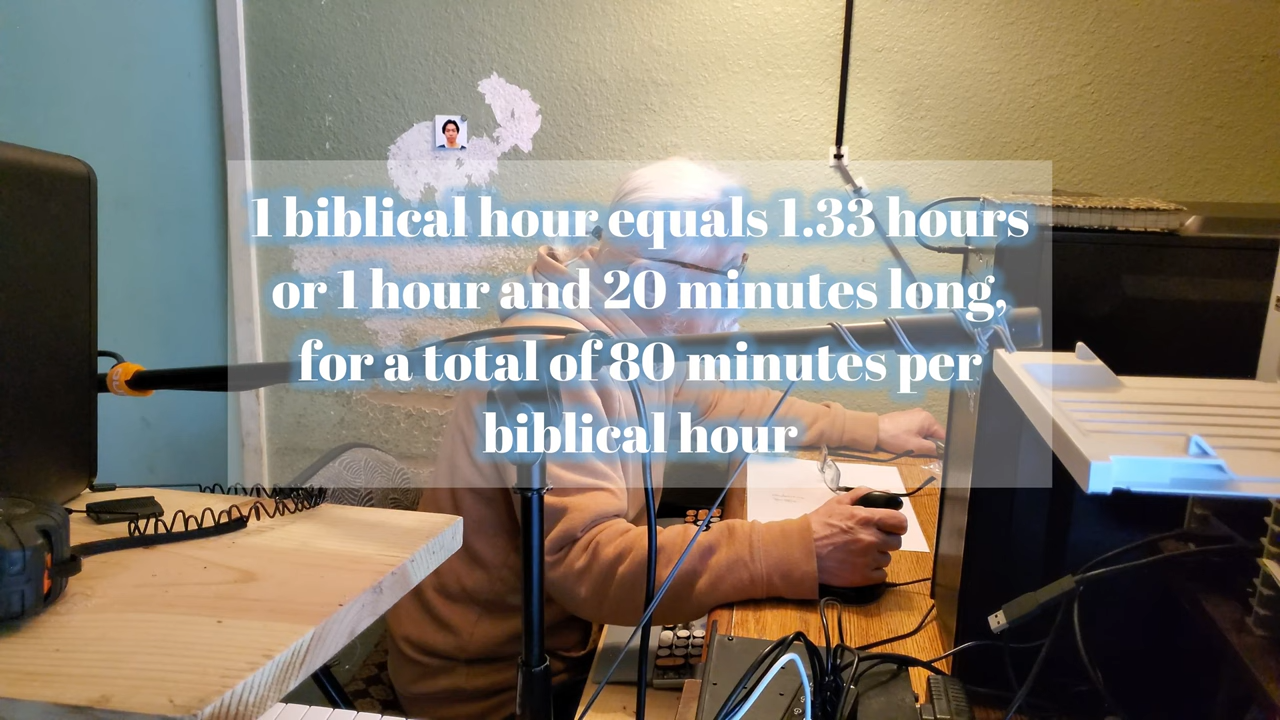 1 biblical hour equals 1.33 hours
or 1 hour and 20 minutes long,
for a total of 80 minutes per
biblical hour